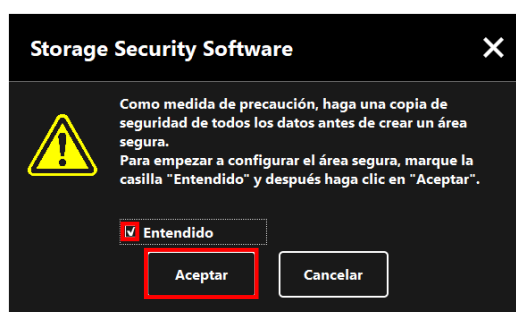 Storage Security Software
Como medida de precaución, haga una copia de
seguridad de todos los datos antes de crear un área
segura.
Para empezar a configurar el área segura, marque la
casilla "Entendido" y después haga clic en "Aceptar".
Entendido
Aceptar
Cancelar